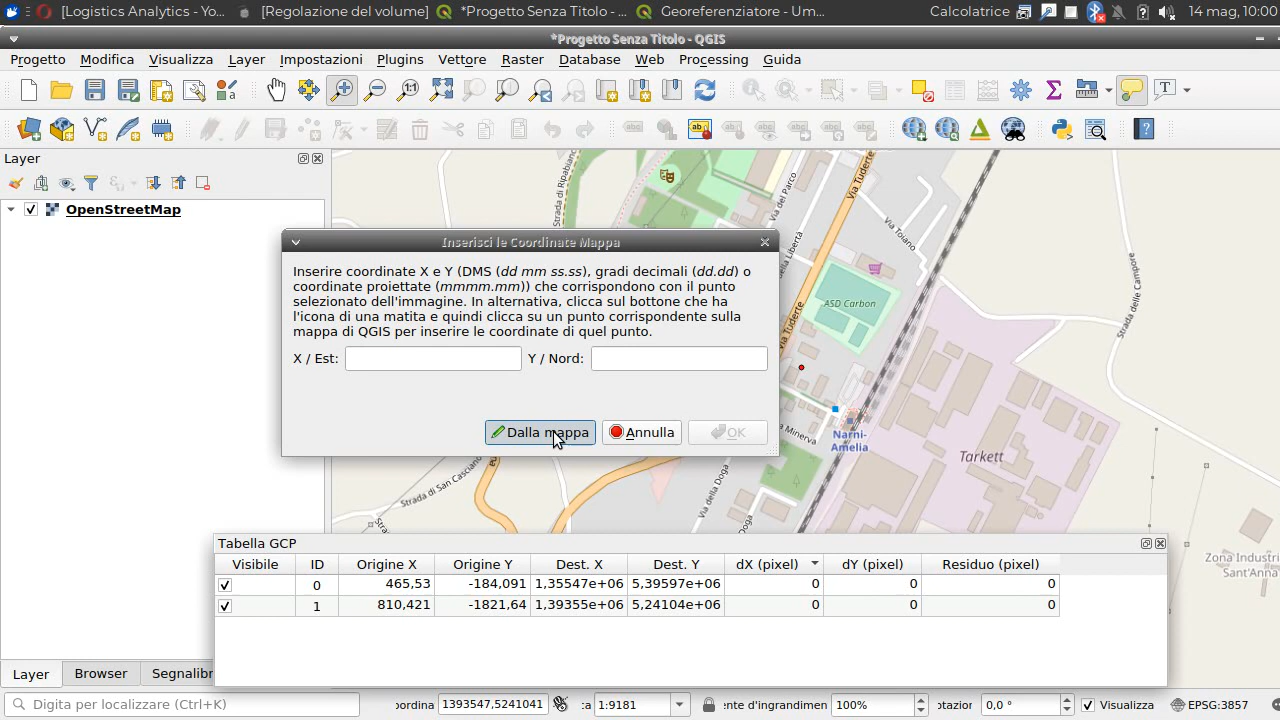 [Logistics Analytics - Yo... [Regolazione del volume] *Progetto Senza Titolo - ... Georeferenziatore - Um... Calcolatrice 14 mag, 10:00
*Progetto Senza Titolo - QGIS
Progetto Modifica Visualizza Layer Impostazioni Plugins Vettore Raster Database Web Processing Guida
Layer
OpenStreetMap
Strada di Ripabianc
Via del Parco
Via Tuderte
Via Toiano
della Libertà
Strada delle Campore
ASD Carbon
Via Tuderte
Inserisci le Coordinate Mappa
Inserire coordinate X e Y (DMS (dd mm ss.ss), gradi decimali (dd.dd) o
coordinate proiettate (mmmm.mm)) che corrispondono con il punto
selezionato dell'immagine. In alternativa, clicca sul bottone che ha
l'icona di una matita e quindi clicca su un punto corrispondente sulla
mappa di QGIS per inserire le coordinate di quel punto.
X / Est: Y / Nord:
Dalla mappa Annulla OK
a Minerva
Narni-
Amelia
Tarkett
Strada di San Casciano
Via della Doga
Doga
Zona Industri
Sant'Anna
Tabella GCP
Visibile ID Origine X Origine Y Dest. X Dest. Y dX (pixel) dY (pixel) Residuo (pixel)
0 465,53 -184,091 1,35547e+06 5,39597e+06 0 0 0
1 810,421 -1821,64 1,39355e+06 5,24104e+06 0 0 0
Layer Browser Segnalibr
Digita per localizzare (Ctrl+K) oordina 1393547,5241041 :a 1:9181 ente d'ingrandimen 100% otazior 0,0 ° Visualizza EPSG:3857